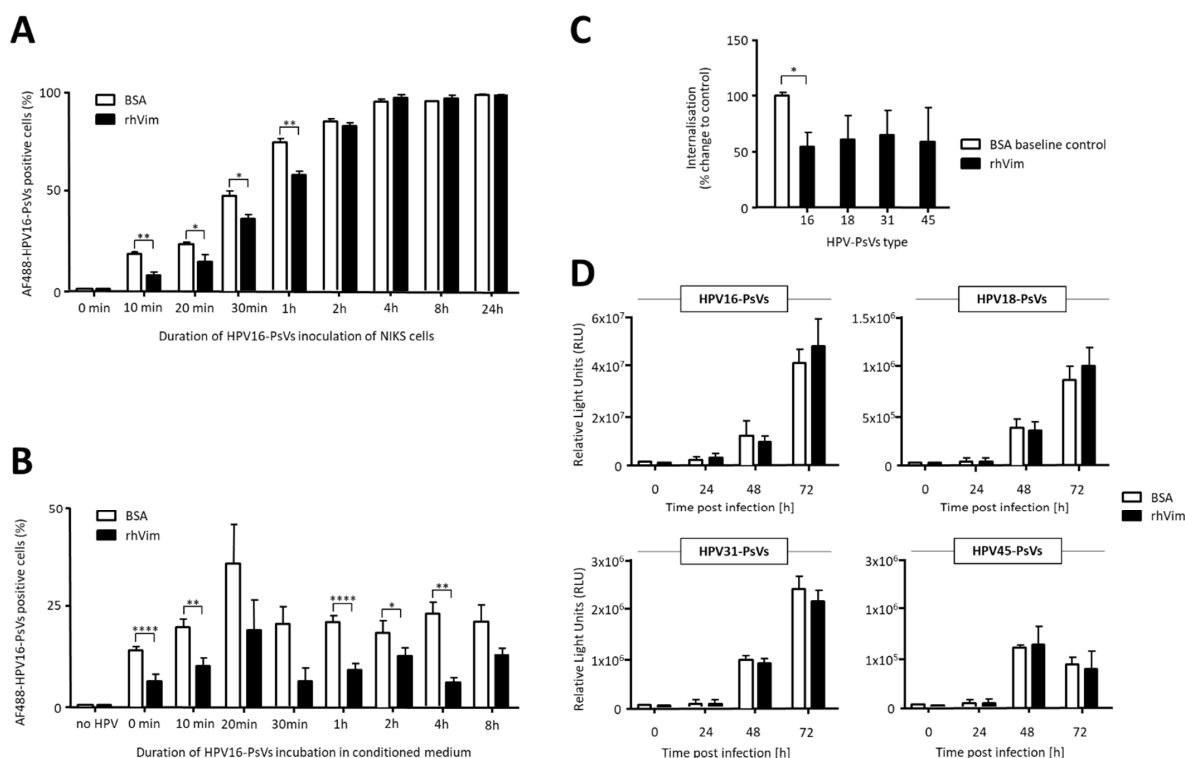 A
AF488-HPV16-PsVs positive cells (%)
100
50
0
BSA
rhVim
**
*
*
**
0 min 10 min 20 min 30min 1h 2h 4h 8h 24h
Duration of HPV16-PsVs inoculation of NIKS cells
B
AF488-HPV16-PsVs positive cells (%)
50
25
0
BSA
rhVim
****
**
****
*
**
no HPV 0 min 10 min 20min 30min 1h 2h 4h 8h
Duration of HPV16-PsVs incubation in conditioned medium
C
Internalisation
(% change to control)
150
100
50
0
*
16 18 31 45
HPV-PsVs type
BSA baseline control
rhVim
D
HPV16-PsVs
Relative Light Units (RLU)
6x10⁷
4x10⁷
2x10⁷
0
0 24 48 72
Time post infection [h]
HPV18-PsVs
1.5x10⁶
1x10⁶
5x10⁵
0
0 24 48 72
Time post infection [h]
HPV31-PsVs
Relative Light Units (RLU)
3x10⁶
2x10⁶
1x10⁶
0
0 24 48 72
Time post infection [h]
HPV45-PsVs
3x10⁶
1x10⁵
0
0 24 48 72
Time post infection [h]
BSA
rhVim